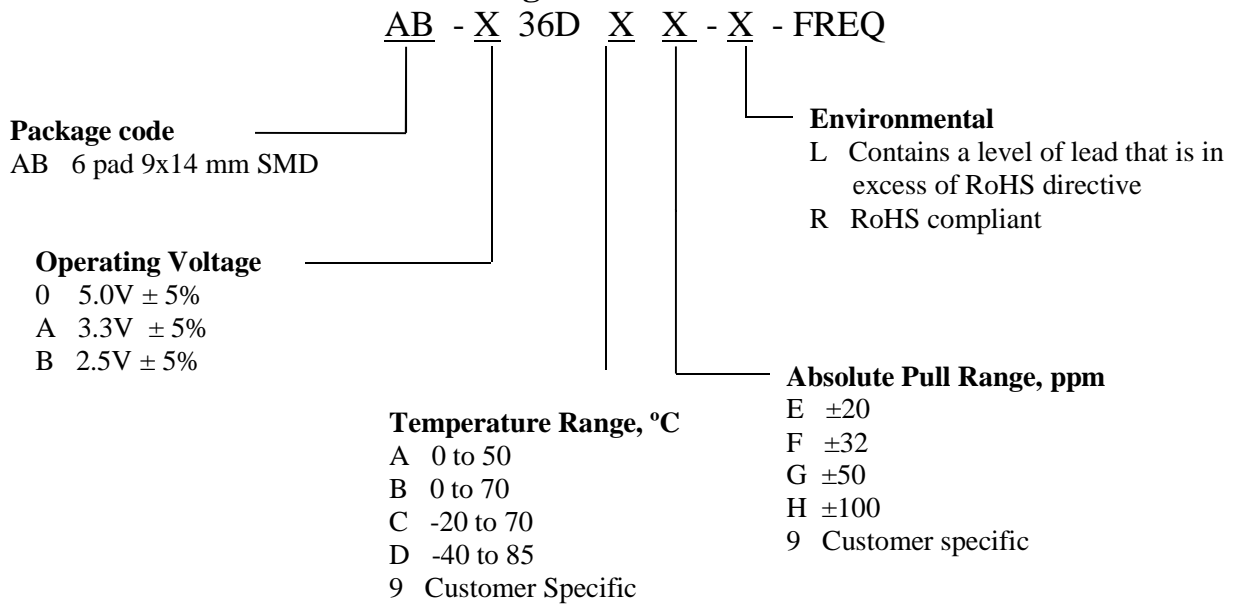 AB - X 36D X X - X - FREQ
Package code
AB 6 pad 9x14 mm SMD
Environmental
L Contains a level of lead that is in
excess of RoHS directive
R RoHS compliant
Operating Voltage
0 5.0V ± 5%
A 3.3V ± 5%
B 2.5V ± 5%
Temperature Range, ºC
A 0 to 50
B 0 to 70
C -20 to 70
D -40 to 85
9 Customer Specific
Absolute Pull Range, ppm
E ±20
F ±32
G ±50
H ±100
9 Customer specific